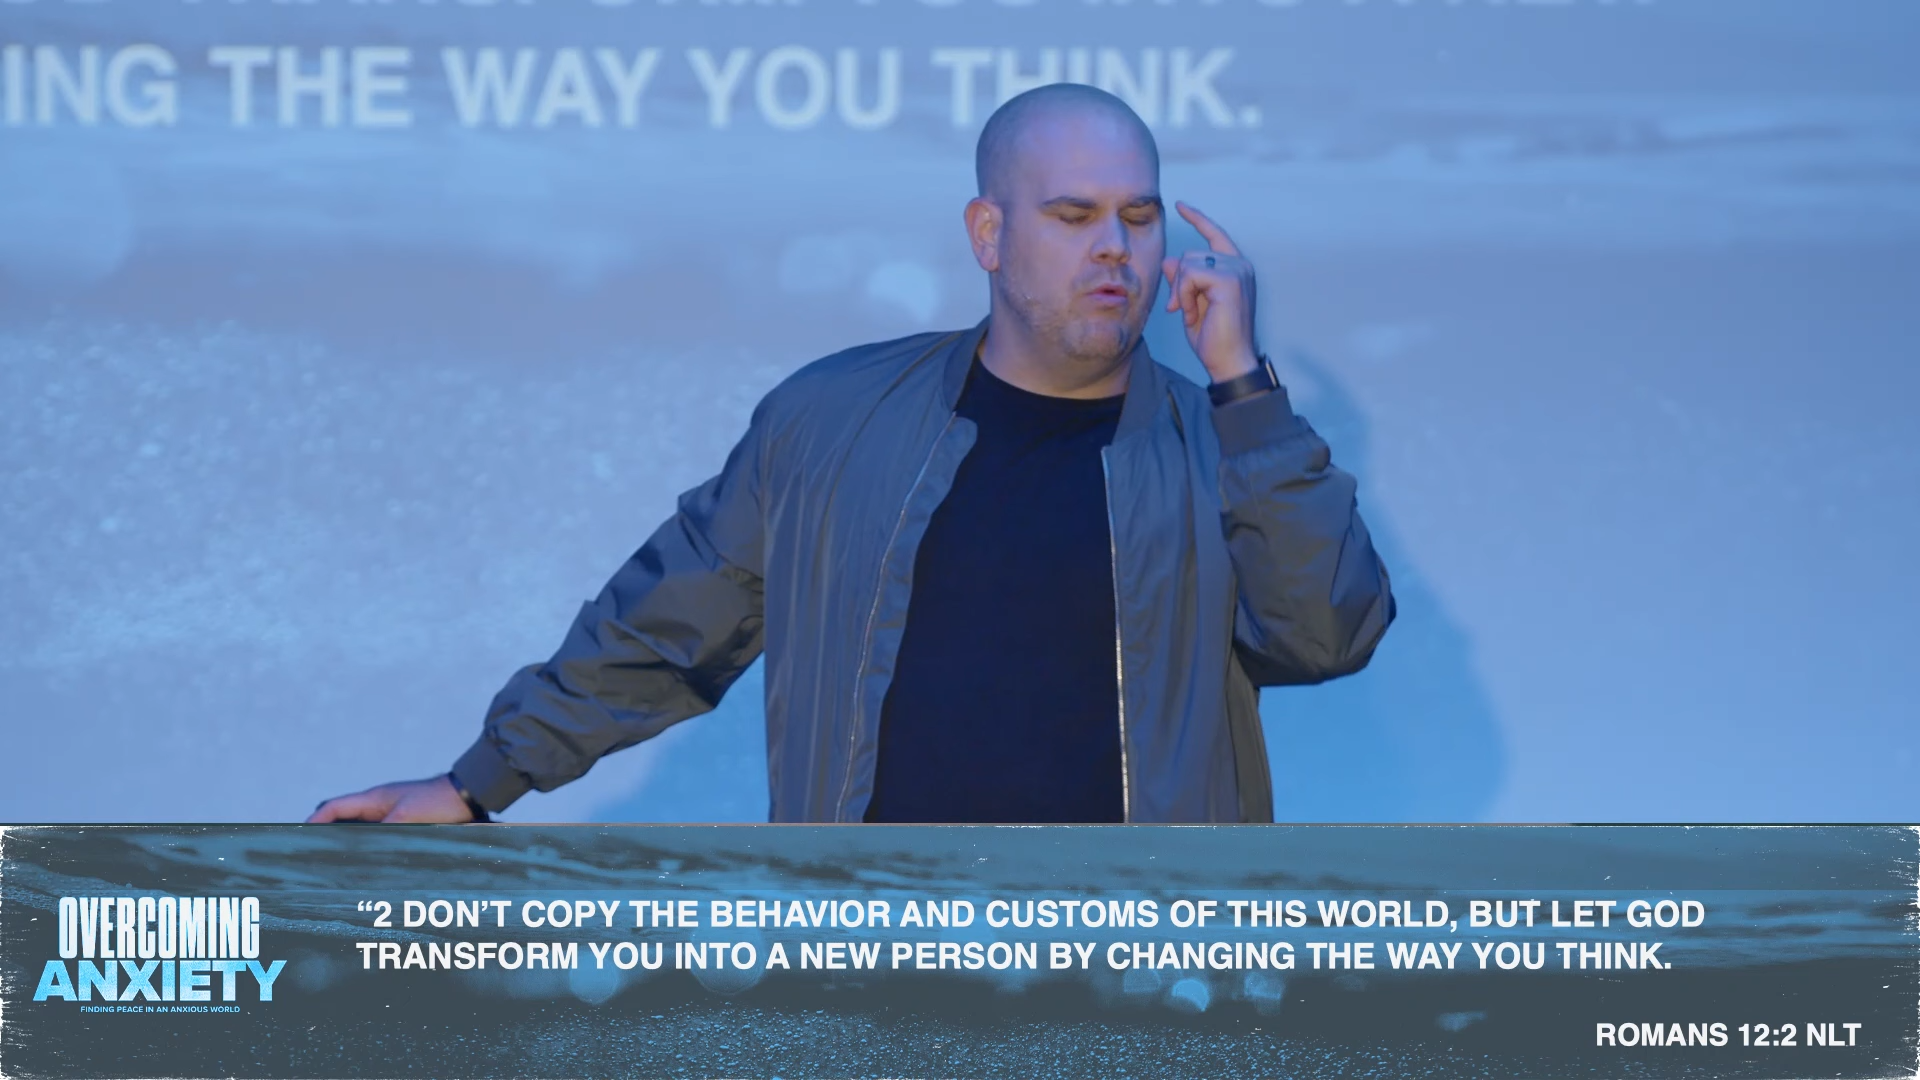 ING THE WAY YOU THINK.
OVERCOMING
ANXIETY
FINDING PEACE IN AN ANXIOUS WORLD
“2 DON’T COPY THE BEHAVIOR AND CUSTOMS OF THIS WORLD, BUT LET GOD
TRANSFORM YOU INTO A NEW PERSON BY CHANGING THE WAY YOU THINK.
ROMANS 12:2 NLT